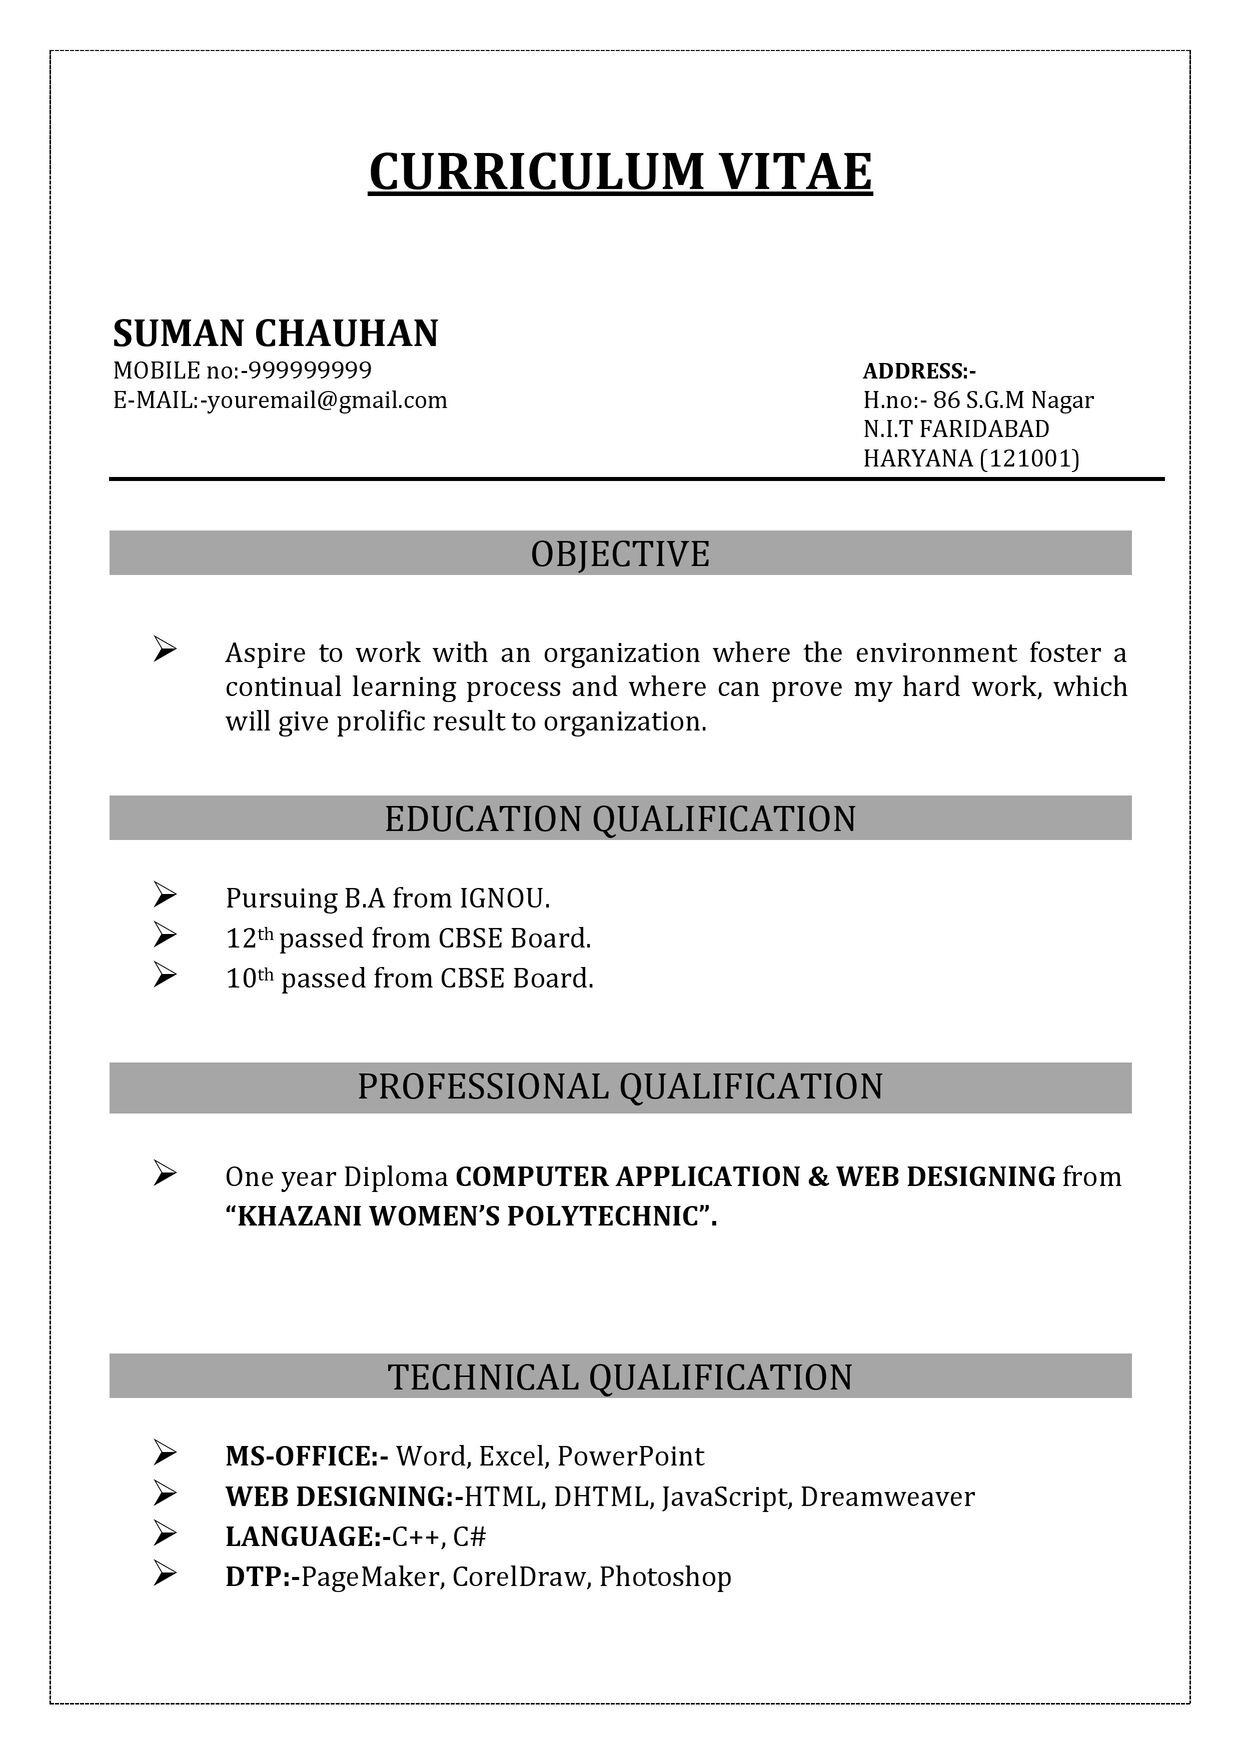 CURRICULUM VITAE
SUMAN CHAUHAN
MOBILE no:-999999999
E-MAIL:-youremail@gmail.com
ADDRESS:-
H.no:- 86 S.G.M Nagar
N.I.T FARIDABAD
HARYANA (121001)
OBJECTIVE
Aspire to work with an organization where the environment foster a
continual learning process and where can prove my hard work, which
will give prolific result to organization.
EDUCATION QUALIFICATION
Pursuing B.A from IGNOU.
12th passed from CBSE Board.
10th passed from CBSE Board.
PROFESSIONAL QUALIFICATION
One year Diploma COMPUTER APPLICATION & WEB DESIGNING from
“KHAZANI WOMEN’S POLYTECHNIC”.
TECHNICAL QUALIFICATION
MS-OFFICE:- Word, Excel, PowerPoint
WEB DESIGNING:-HTML, DHTML, JavaScript, Dreamweaver
LANGUAGE:-C++, C#
DTP:-PageMaker, CorelDraw, Photoshop